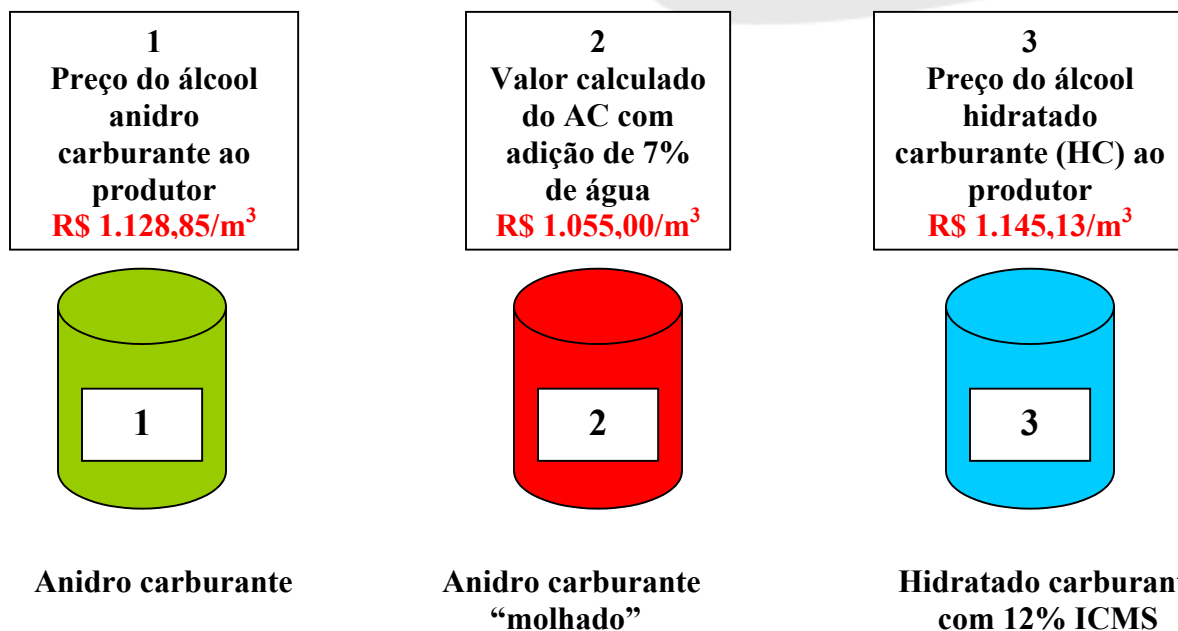 1
Preço do álcool
anidro
carburante ao
produtor
R$ 1.128,85/m³
2
Valor calculado
do AC com
adição de 7%
de água
R$ 1.055,00/m³
3
Preço do álcool
hidratado
carburante (HC) ao
produtor
R$ 1.145,13/m³
1
2
3
Anidro carburante
Anidro carburante
“molhado”
Hidratado carburan
com 12% ICMS